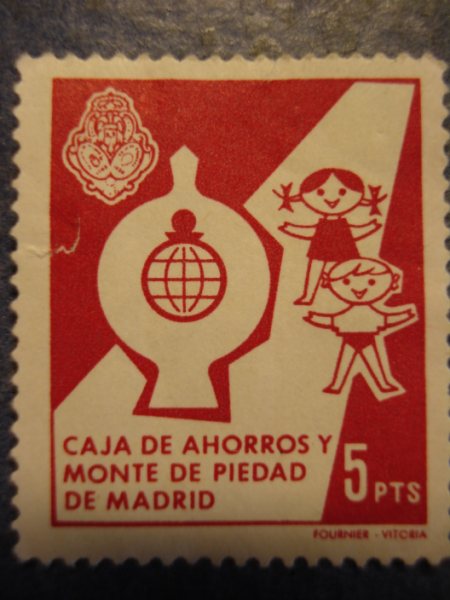 CAJA DE AHORROS Y
MONTE DE PIEDAD
DE MADRID
5 PTS
FOURNIER - VITORIA